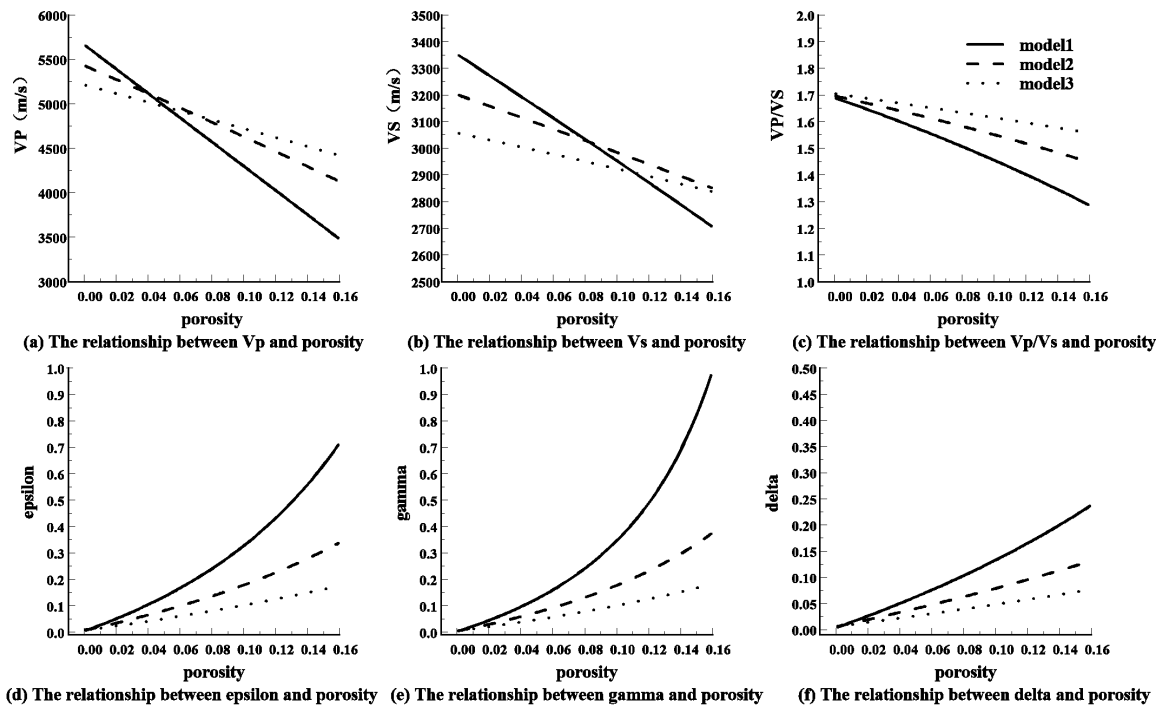 6000
5500
5000
4500
4000
3500
3000
VP（m/s）
0.00 0.02 0.04 0.06 0.08 0.10 0.12 0.14 0.16
porosity
(a) The relationship between Vp and porosity
3500
3400
3300
3200
3100
3000
2900
2800
2700
2600
2500
VS（m/s）
0.00 0.02 0.04 0.06 0.08 0.10 0.12 0.14 0.16
porosity
(b) The relationship between Vs and porosity
2.0
1.9
1.8
1.7
1.6
1.5
1.4
1.3
1.2
1.1
1.0
VP/VS
model1
model2
model3
0.00 0.02 0.04 0.06 0.08 0.10 0.12 0.14 0.16
porosity
(c) The relationship between Vp/Vs and porosity
1.0
0.9
0.8
0.7
0.6
0.5
0.4
0.3
0.2
0.1
0.0
epsilon
0.00 0.02 0.04 0.06 0.08 0.10 0.12 0.14 0.16
porosity
(d) The relationship between epsilon and porosity
1.0
0.9
0.8
0.7
0.6
0.5
0.4
0.3
0.2
0.1
0.0
gamma
0.00 0.02 0.04 0.06 0.08 0.10 0.12 0.14 0.16
porosity
(e) The relationship between gamma and porosity
0.50
0.45
0.40
0.35
0.30
0.25
0.20
0.15
0.10
0.05
0.00
delta
0.00 0.02 0.04 0.06 0.08 0.10 0.12 0.14 0.16
porosity
(f) The relationship between delta and porosity